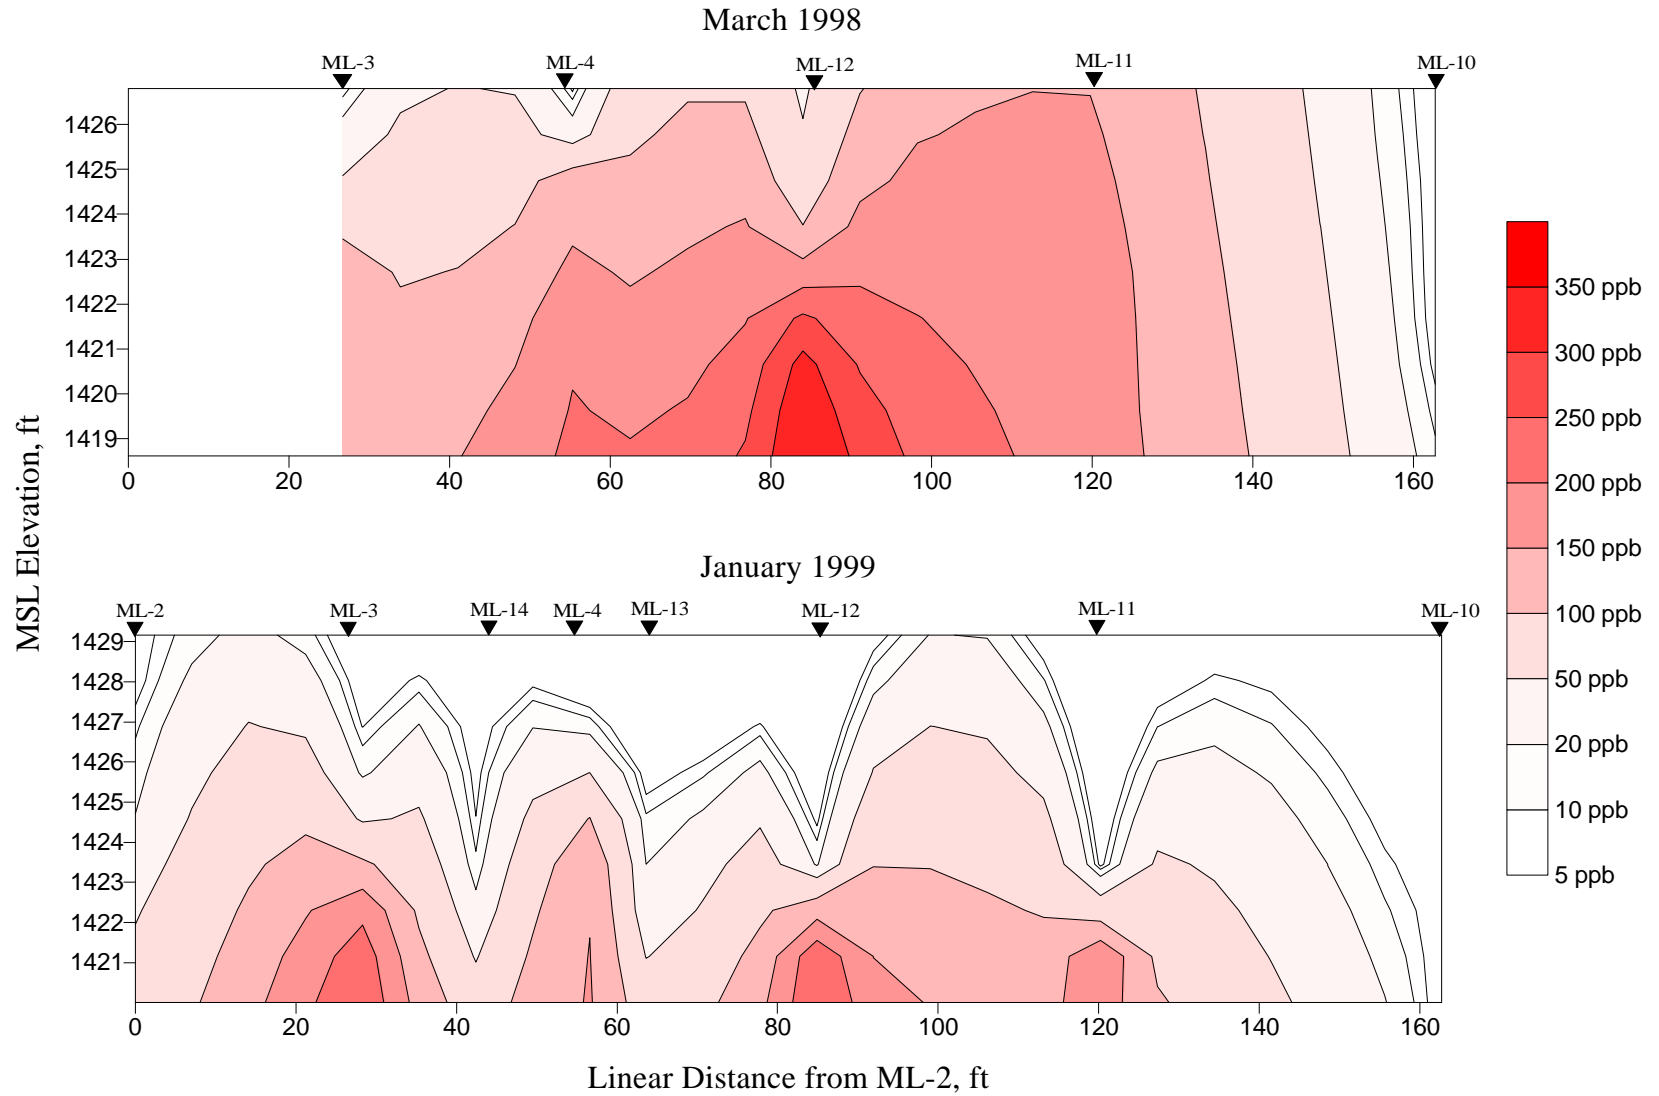 March 1998
ML-3 ML-4 ML-12 ML-11 ML-10
1426
1425
1424
1423
1422
1421
1420
1419
0 20 40 60 80 100 120 140 160
350 ppb
300 ppb
250 ppb
200 ppb
150 ppb
100 ppb
50 ppb
20 ppb
10 ppb
5 ppb
MSL Elevation, ft
January 1999
ML-2 ML-3 ML-14 ML-4 ML-13 ML-12 ML-11 ML-10
1429
1428
1427
1426
1425
1424
1423
1422
1421
0 20 40 60 80 100 120 140 160
Linear Distance from ML-2, ft